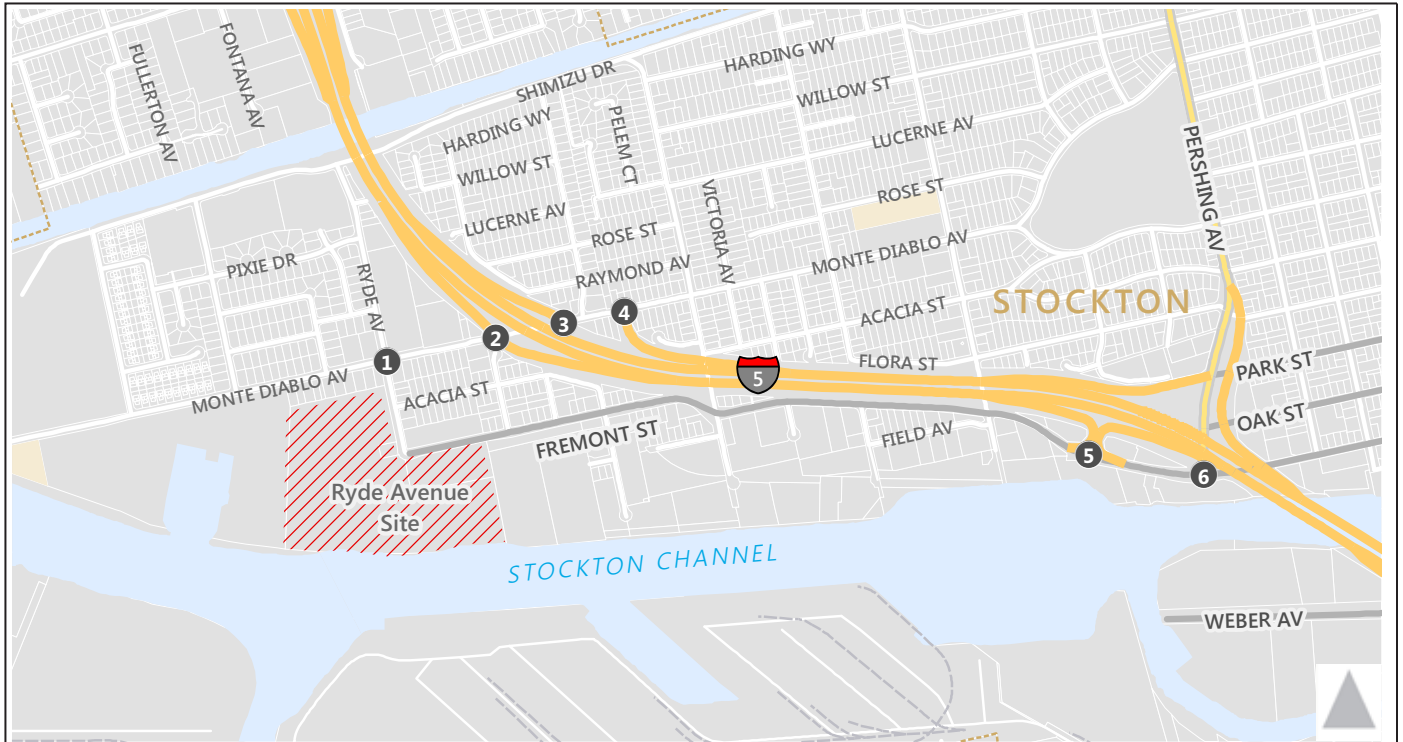 FULLERTON AV
FONTANA AV
SHIMIZU DR
HARDING WY
HARDING WY
WILLOW ST
PELEM CT
LUCERNE AV
PERSHING AV
WILLOW ST
ROSE ST
VICTORIA AV
LUCERNE AV
ROSE ST
MONTE DIABLO AV
PIXIE DR
RAYMOND AV
RYDE AV
STOCKTON
ACACIA ST
4
3
2
1
FLORA ST
5
PARK ST
MONTE DIABLO AV
ACACIA ST
OAK ST
FREMONT ST
FIELD AV
5
6
Ryde Avenue
Site
STOCKTON CHANNEL
WEBER AV